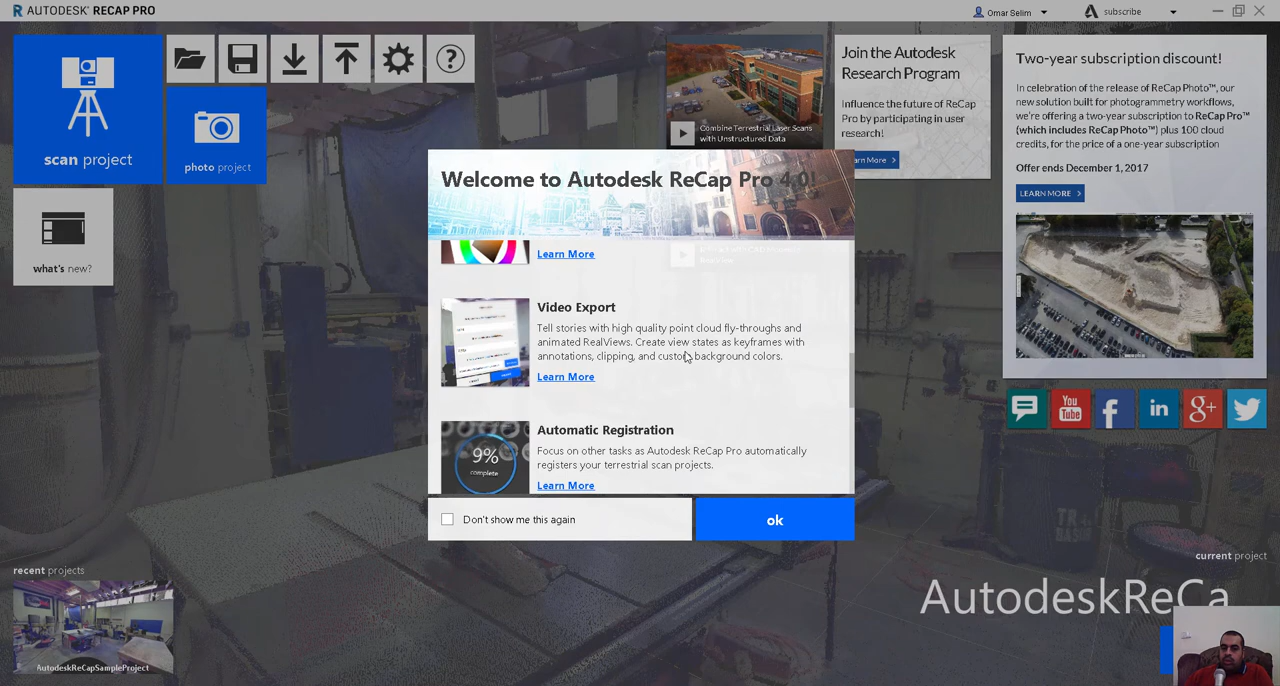 R AUTODESK® RECAP PRO
Omar Selim
subscribe
scan project
photo project
what's new?
Combine Terrestrial Laser Scans
with Unstructured Data
Join the Autodesk
Research Program
Influence the future of ReCap
Pro by participating in user
research!
arn More >
Two-year subscription discount!
In celebration of the release of ReCap Photo™, our
new solution built for photogrammetry workflows,
we're offering a two-year subscription to ReCap Pro™
(which includes ReCap Photo™) plus 100 cloud
credits, for the price of a one-year subscription
Offer ends December 1, 2017
LEARN MORE >
You
Tube
f
in
g+
Welcome to Autodesk ReCap Pro 4.0!
Learn More
Video Export
Tell stories with high quality point cloud fly-throughs and
animated RealViews. Create view states as keyframes with
annotations, clipping, and custom background colors.
Learn More
9%
complete
Automatic Registration
Focus on other tasks as Autodesk ReCap Pro automatically
registers your terrestrial scan projects.
Learn More
Don't show me this again
ok
recent projects
AutodeskReCapSampleProject
current project
AutodeskReCa